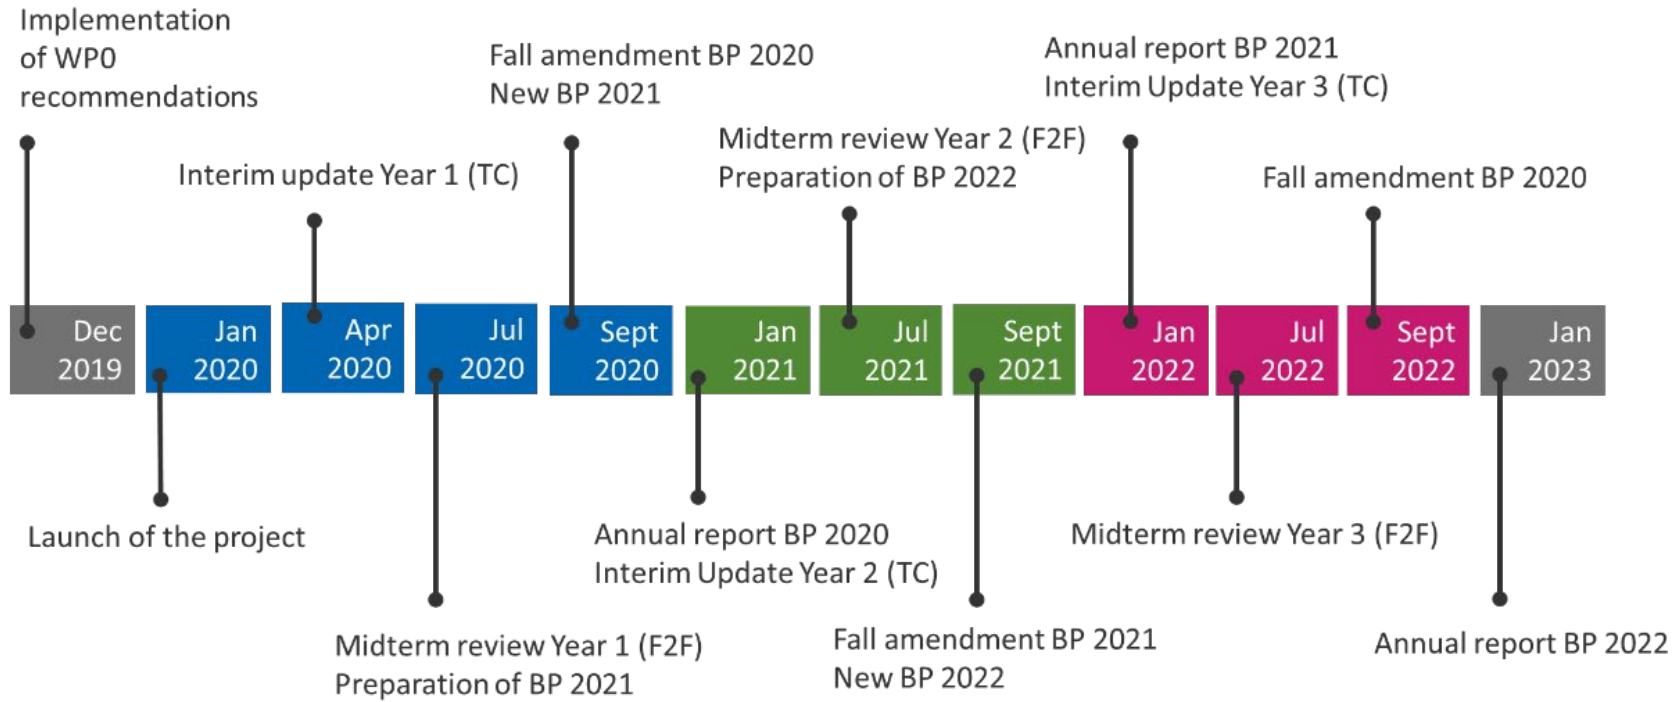 Implementation
of WP0
recommendations
Interim update Year 1 (TC)
Fall amendment BP 2020
New BP 2021
Midterm review Year 2 (F2F)
Preparation of BP 2022
Annual report BP 2021
Interim Update Year 3 (TC)
Fall amendment BP 2020
Dec
2019
Jan
2020
Apr
2020
Jul
2020
Sept
2020
Jan
2021
Jul
2021
Sept
2021
Jan
2022
Jul
2022
Sept
2022
Jan
2023
Launch of the project
Midterm review Year 1 (F2F)
Preparation of BP 2021
Annual report BP 2020
Interim Update Year 2 (TC)
Fall amendment BP 2021
New BP 2022
Midterm review Year 3 (F2F)
Annual report BP 2022